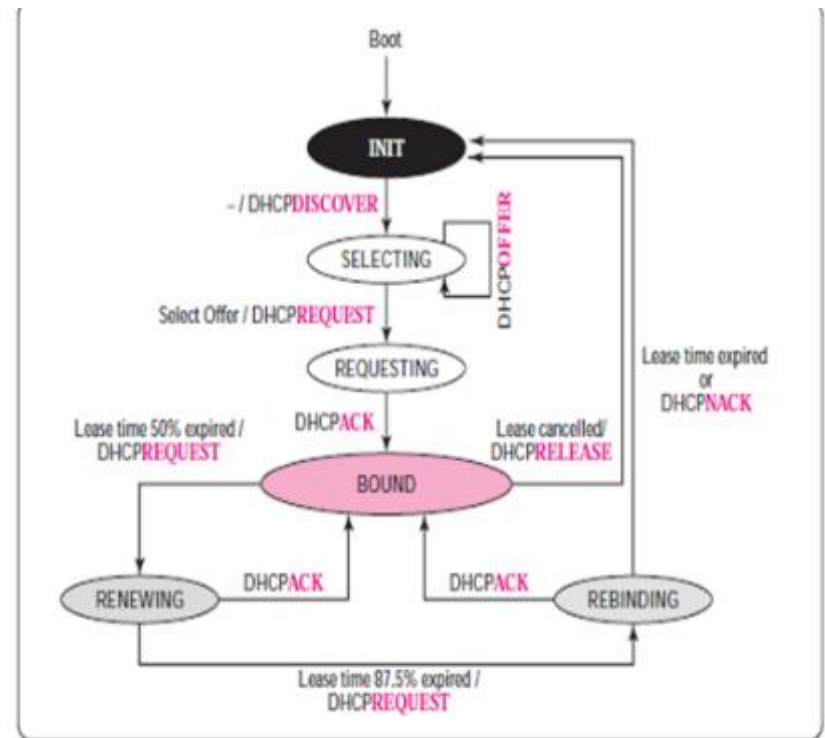 Boot
INIT
– / DHCPDISCOVER
DHCPOFFER
SELECTING
Select Offer / DHCPREQUEST
REQUESTING
Lease time expired
or
DHCPNACK
DHCPACK
Lease time 50% expired /
DHCPREQUEST
Lease cancelled/
DHCPRELEASE
BOUND
DHCPACK
DHCPACK
RENEWING
REBINDING
Lease time 87.5% expired /
DHCPREQUEST